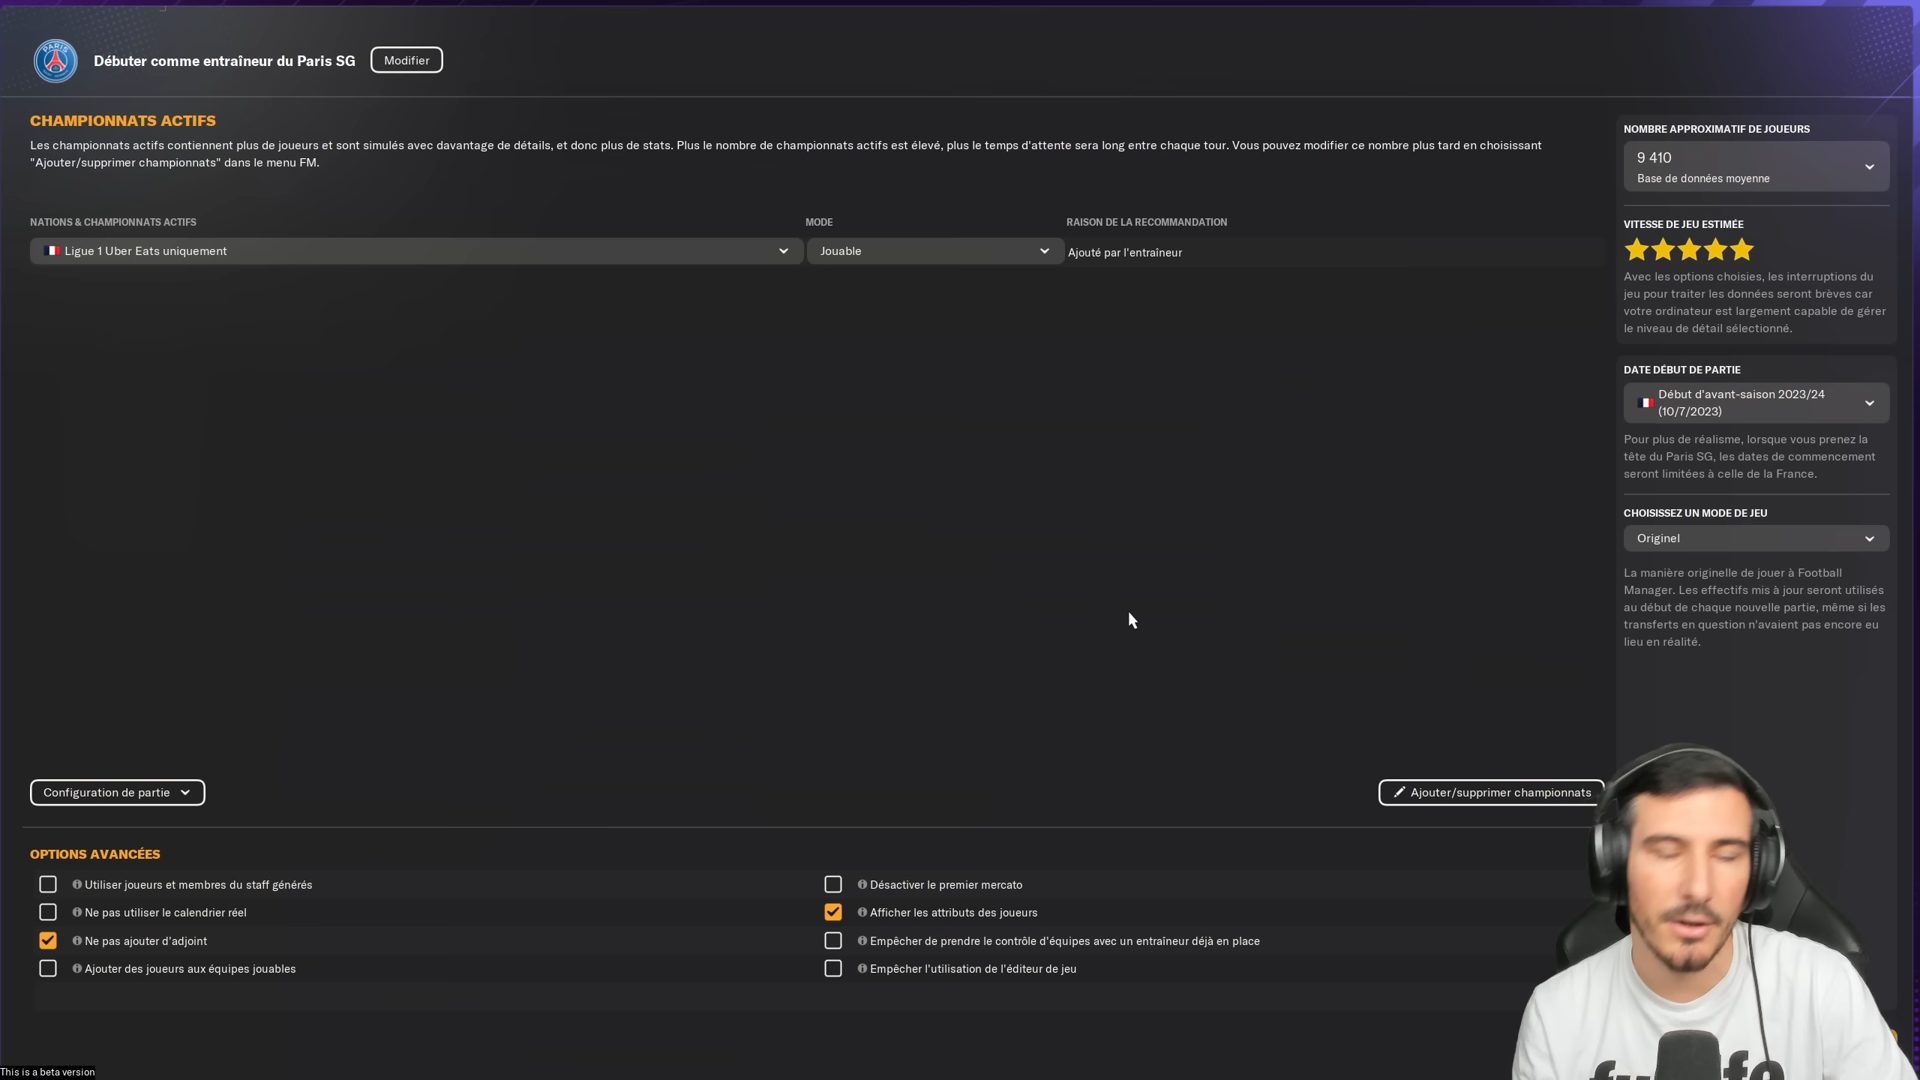 PARIS
Débuter comme entraîneur du Paris SG
Modifier
CHAMPIONNATS ACTIFS
Les championnats actifs contiennent plus de joueurs et sont simulés avec davantage de détails, et donc plus de stats. Plus le nombre de championnats actifs est élevé, plus le temps d'attente sera long entre chaque tour. Vous pouvez modifier ce nombre plus tard en choisissant
"Ajouter/supprimer championnats" dans le menu FM.
NATIONS & CHAMPIONNATS ACTIFS
MODE
RAISON DE LA RECOMMANDATION
Ligue 1 Uber Eats uniquement
Jouable
Ajouté par l'entraîneur
Configuration de partie
Ajouter/supprimer championnats
OPTIONS AVANCÉES
Utiliser joueurs et membres du staff générés
Ne pas utiliser le calendrier réel
Ne pas ajouter d'adjoint
Ajouter des joueurs aux équipes jouables
Désactiver le premier mercato
Afficher les attributs des joueurs
Empêcher de prendre le contrôle d'équipes avec un entraîneur déjà en place
Empêcher l'utilisation de l'éditeur de jeu
NOMBRE APPROXIMATIF DE JOUEURS
9 410
Base de données moyenne
VITESSE DE JEU ESTIMÉE
Avec les options choisies, les interruptions du
jeu pour traiter les données seront brèves car
votre ordinateur est largement capable de gérer
le niveau de détail sélectionné.
DATE DÉBUT DE PARTIE
Début d'avant-saison 2023/24
(10/7/2023)
Pour plus de réalisme, lorsque vous prenez la
tête du Paris SG, les dates de commencement
seront limitées à celle de la France.
CHOISISSEZ UN MODE DE JEU
Originel
La manière originelle de jouer à Football
Manager. Les effectifs mis à jour seront utilisés
au début de chaque nouvelle partie, même si les
transferts en question n'avaient pas encore eu
lieu en réalité.
This is a beta version